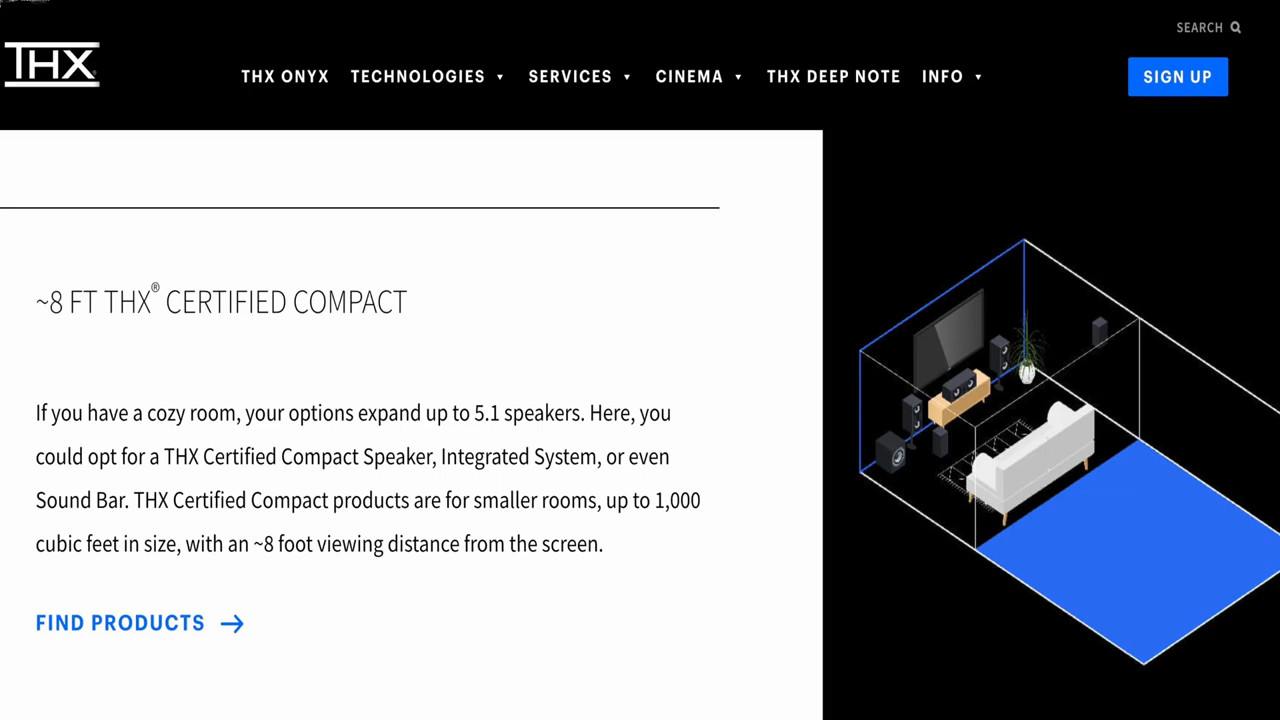 SEARCH
THX
THX ONYX TECHNOLOGIES SERVICES CINEMA THX DEEP NOTE INFO SIGN UP
~8 FT THX® CERTIFIED COMPACT
If you have a cozy room, your options expand up to 5.1 speakers. Here, you
could opt for a THX Certified Compact Speaker, Integrated System, or even
Sound Bar. THX Certified Compact products are for smaller rooms, up to 1,000
cubic feet in size, with an ~8 foot viewing distance from the screen.
FIND PRODUCTS →